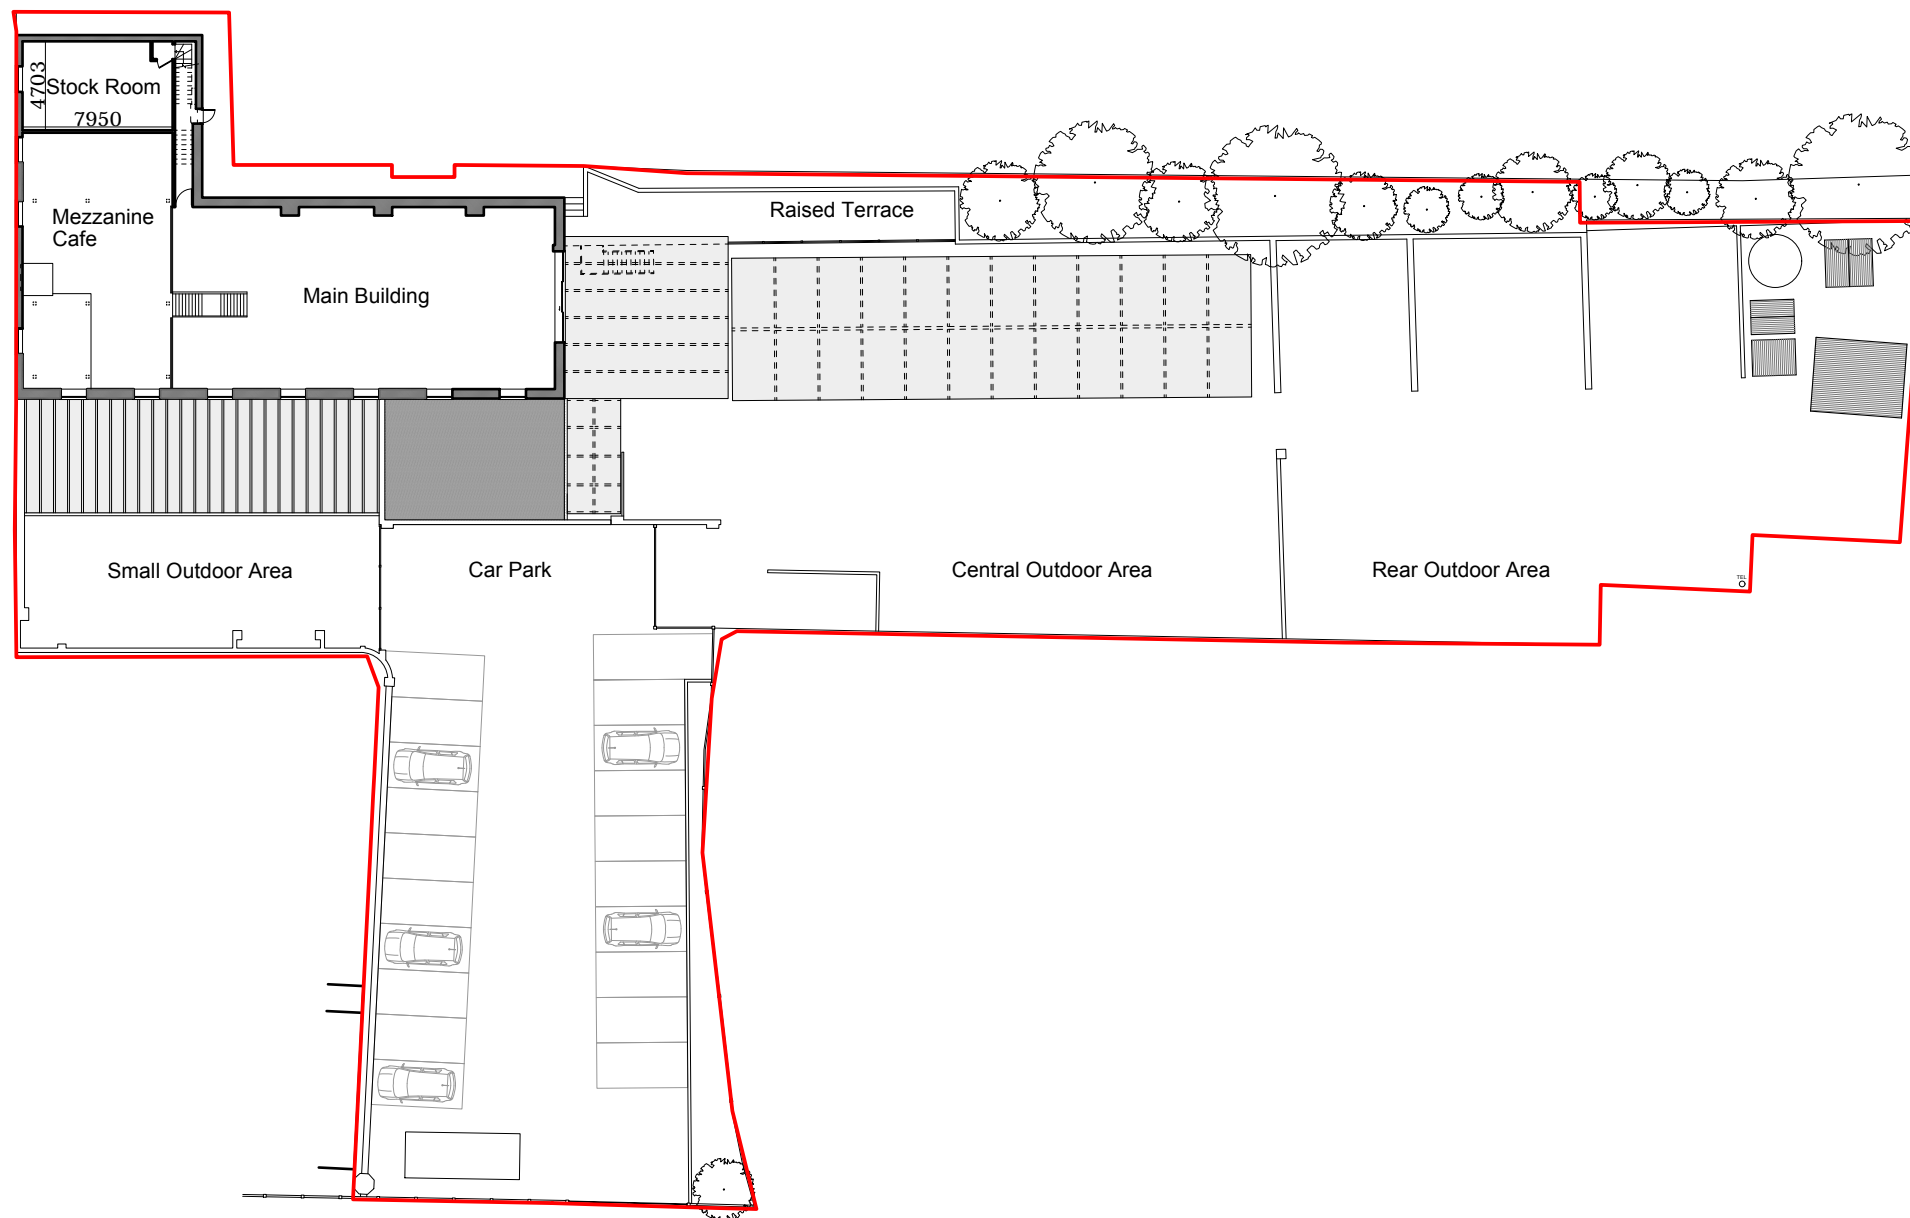 4703
Stock Room
7950
Mezzanine
Cafe
Raised Terrace
Main Building
Small Outdoor Area
Car Park
Central Outdoor Area
Rear Outdoor Area
TEL